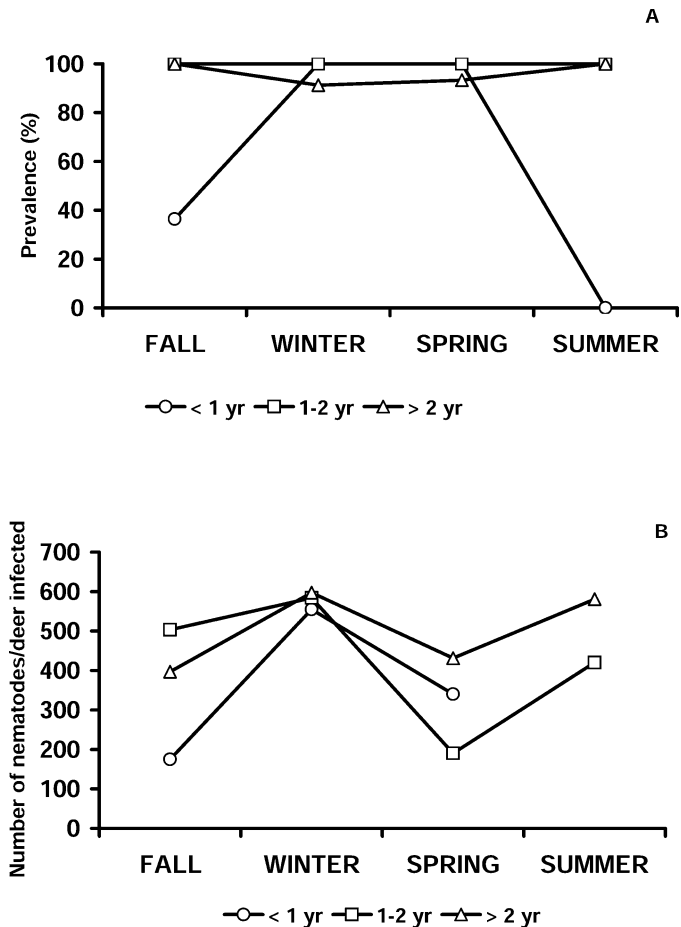 A
Prevalence (%)
100
80
60
40
20
0
FALL WINTER SPRING SUMMER
< 1 yr 1-2 yr > 2 yr
B
Number of nematodes/deer infected
700
600
500
400
300
200
100
0
FALL WINTER SPRING SUMMER
< 1 yr 1-2 yr > 2 yr